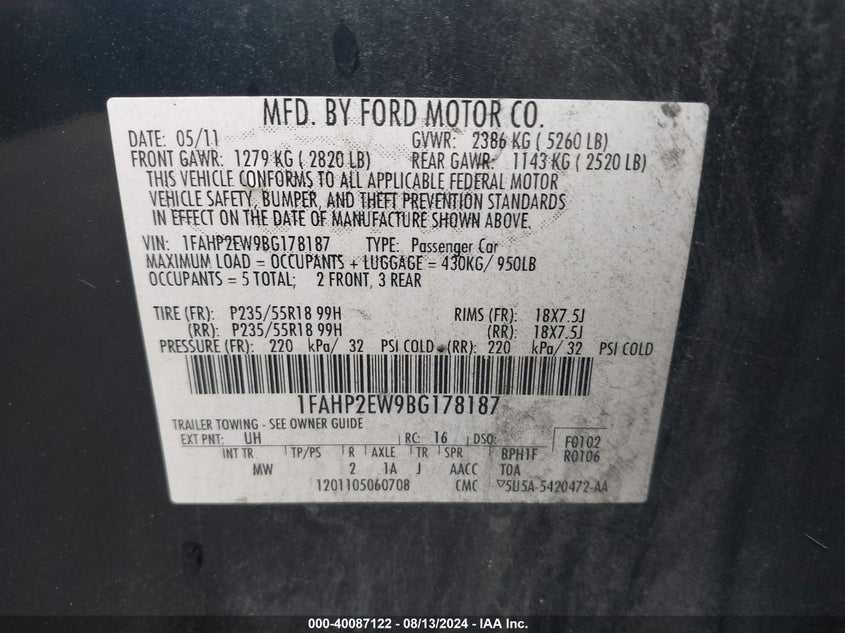 MFD. BY FORD MOTOR CO.
DATE: 05/11 GVWR: 2386 KG ( 5260 LB)
FRONT GAWR: 1279 KG ( 2820 LB) REAR GAWR: 1143 KG ( 2520 LB)
THIS VEHICLE CONFORMS TO ALL APPLICABLE FEDERAL MOTOR
VEHICLE SAFETY, BUMPER, AND THEFT PREVENTION STANDARDS
IN EFFECT ON THE DATE OF MANUFACTURE SHOWN ABOVE.
VIN: 1FAHP2EW9BG178187 TYPE: Passenger Car
MAXIMUM LOAD = OCCUPANTS + LUGGAGE = 430KG/ 950LB
OCCUPANTS = 5 TOTAL; 2 FRONT, 3 REAR
TIRE (FR): P235/55R18 99H RIMS (FR): 18X7.5J
(RR): P235/55R18 99H (RR): 18X7.5J
PRESSURE (FR): 220 kPa/ 32 PSI COLD (RR): 220 kPa/ 32 PSI COLD
1FAHP2EW9BG178187
TRAILER TOWING - SEE OWNER GUIDE
EXT PNT: UH RC: 16 DSO: F0102
INT TR TP/PS R AXLE TR SPR BPH1F R0106
MW 2 1A J AACC T0A
1201105060708 CMC ▽5U5A-5420472-AA
000-40087122 - 08/13/2024 - IAA Inc.